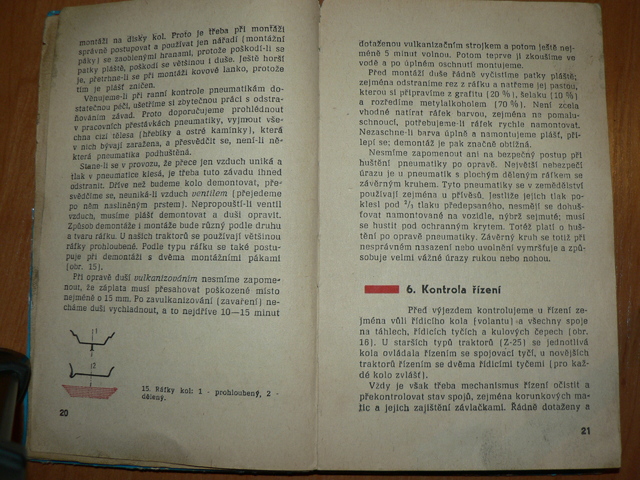 montáži na disky kol. Proto je třeba při montáži
správně postupovat a používat jen nářadí (montážní
páky) se zaoblenými hranami, protože poškodí-li se
patky pláště, poškodí se většinou i duše. Ještě horší
je, přetrhne-li se při montáži kovové lanko, protože
tím je plášť zničen.
Věnujeme-li při ranní kontrole pneumatikám do-
statečnou péči, ušetříme si zbytečnou práci s odstra-
ňováním závad. Proto doporučujeme prohlédnout
v pracovních přestávkách pneumatiky, vyjmout vše-
chna cizí tělesa (hřebíky a ostré kamínky), která
v nich bývají zaražena, a přesvědčit se, není-li ně-
která pneumatika podhuštěná.
Stane-li se v provozu, že přece jen vzduch uniká a
tlak v pneumatice klesá, je třeba tuto závadu ihned
odstranit. Dříve než budeme kolo demontovat, pře-
svědčíme se, neuniká-li vzduch ventilem (přejedeme
po něm naslíněným prstem). Nepropouští-li ventil
vzduch, musíme plášť demontovat a duši opravit.
Způsob demontáže i montáže bude různý podle druhu
a tvaru ráfku. U našich traktorů se používají většinou
ráfky prohloubené. Podle typu ráfku se také postu-
puje při demontáži s dvěma montážními pákami
(obr. 15).
Při opravě duší vulkanizováním nesmíme zapome-
nout, že záplata musí přesahovat poškozené místo
nejméně o 15 mm. Po zavulkanizování (zavaření) ne-
cháme duši vychladnout, a to nejdříve 10—15 minut
1
2
15. Ráfky kol: 1 - prohloubený, 2 -
dělený.
20
dotaženou vulkanizačním strojkem a potom ještě nej-
méně 5 minut volnou. Potom teprve ji zkoušíme ve
vodě a po úplném oschnutí montujeme.
Před montáží duše řádně vyčistíme patky pláště;
zejména odstraníme rez z ráfku a natřeme jej pastou,
kterou si připravíme z grafitu (20 %), šelaku (10 %)
a rozředíme metylalkoholem (70 %). Není zcela
vhodné natírat ráfek barvou, zejména na pomalu-
schnoucí, potřebujeme-li ráfek rychle namontovat.
Nezaschne-li barva úplně a namontujeme plášť, při-
lepí se; demontáž je pak značně obtížná.
Nesmíme zapomenout ani na bezpečný postup při
huštění pneumatiky po opravě. Největší nebezpečí
úrazu je u pneumatik s plochým děleným ráfkem se
závěrným kruhem. Tyto pneumatiky se v zemědělství
používají zejména u přívěsů. Jestliže jejich tlak po-
klesl pod ²/₃ tlaku předepsaného, nesmějí se dohuš-
ťovat namontované na vozidle, nýbrž sejmuté; musí
se hustit pod ochranným krytem. Totéž platí o huš-
tění po opravě pneumatiky. Závěrný kruh se totiž při
nesprávném nasazení nebo uvolnění vymršťuje a způ-
sobuje velmi vážné úrazy rukou nebo nohou.
6. Kontrola řízení
Před výjezdem kontrolujeme u řízení ze-
jména vůli řídicího kola (volantu) a všechny spoje
na táhlech, řídicích tyčích a kulových čepech (obr.
16). U starších typů traktorů (Z-25) se jednotlivá
kola ovládala řízením se spojovací tyčí, u novějších
traktorů řízením se dvěma řídicími tyčemi (pro kaž-
dé kolo zvlášť).
Vždy je však třeba mechanismus řízení očistit a
překontrolovat stav spojů, zejména korunkových ma-
tic a jejich zajištění závlačkami. Řádně dotaženy a
21